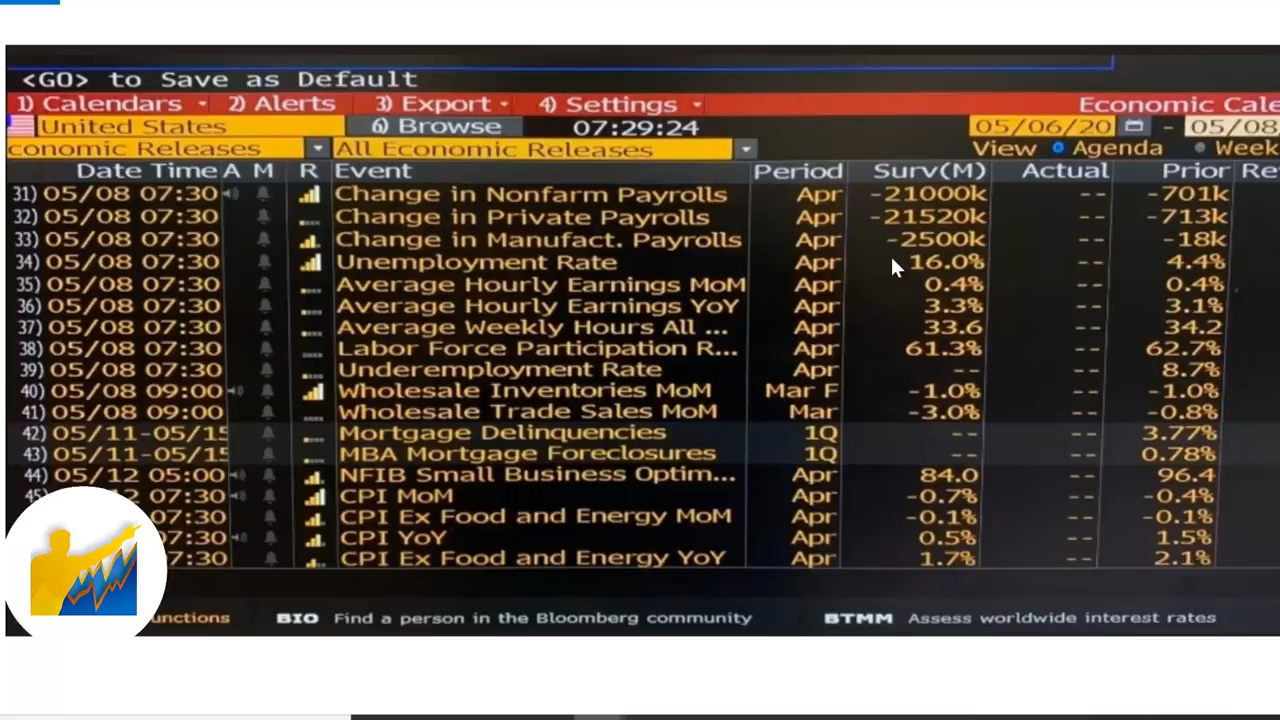 <GO> to Save as Default
1) Calendars 2) Alerts 3) Export 4) Settings Economic Cale
United States 6) Browse 07:29:24 05/06/20 - 05/08
conomic Releases All Economic Releases View Agenda Week
Date Time A M R Event Period Surv(M) Actual Prior Re
31) 05/08 07:30 Change in Nonfarm Payrolls Apr -21000k -- -701k
32) 05/08 07:30 Change in Private Payrolls Apr -21520k -- -713k
33) 05/08 07:30 Change in Manufact. Payrolls Apr -2500k -- -18k
34) 05/08 07:30 Unemployment Rate Apr 16.0% -- 4.4%
35) 05/08 07:30 Average Hourly Earnings MoM Apr 0.4% -- 0.4%
36) 05/08 07:30 Average Hourly Earnings YoY Apr 3.3% -- 3.1%
37) 05/08 07:30 Average Weekly Hours All ... Apr 33.6 -- 34.2
38) 05/08 07:30 Labor Force Participation R... Apr 61.3% -- 62.7%
39) 05/08 07:30 Underemployment Rate Apr -- -- 8.7%
40) 05/08 09:00 Wholesale Inventories MoM Mar F -1.0% -- -1.0%
41) 05/08 09:00 Wholesale Trade Sales MoM Mar -3.0% -- -0.8%
42) 05/11-05/15 Mortgage Delinquencies 1Q -- -- 3.77%
43) 05/11-05/15 MBA Mortgage Foreclosures 1Q -- -- 0.78%
44) 05/12 05:00 NFIB Small Business Optim... Apr 84.0 -- 96.4
45) 2 07:30 CPI MoM Apr -0.7% -- -0.4%
07:30 CPI Ex Food and Energy MoM Apr -0.1% -- -0.1%
07:30 CPI YoY Apr 0.5% -- 1.5%
7:30 CPI Ex Food and Energy YoY Apr 1.7% -- 2.1%
unctions BIO Find a person in the Bloomberg community BTMM Assess worldwide interest rates